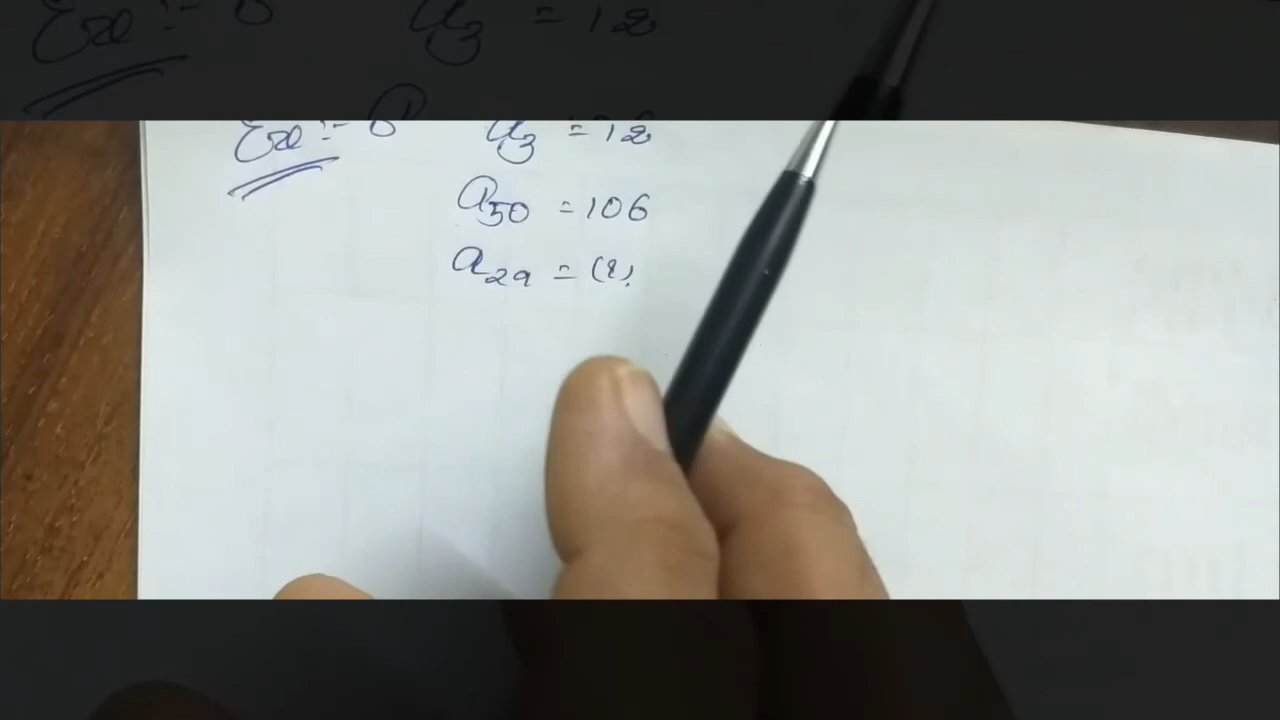 Ex :- 8 a3 = 12
a50 = 106
a29 = (?)